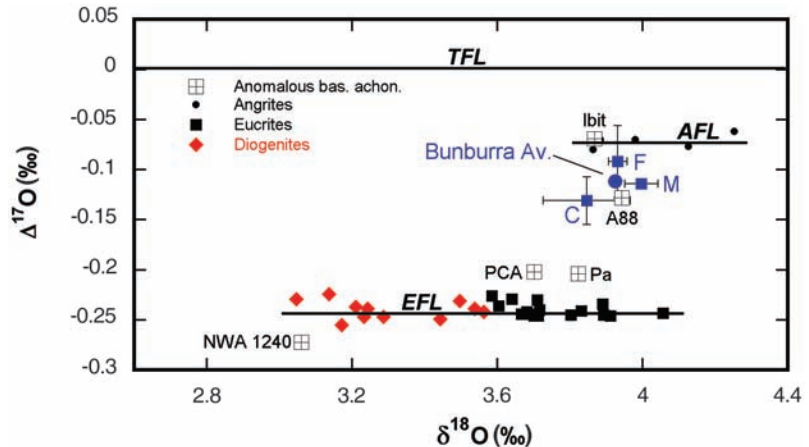 TFL
Anomalous bas. achon.
Angrites
Eucrites
Diogenites
Ibit
AFL
Bunburra Av.
F
M
C
A88
PCA
Pa
EFL
NWA 1240
0
-0.05
-0.1
-0.15
-0.2
-0.25
-0.3
Δ¹⁷O (‰)
2.8 3.2 3.6 4 4.4
δ¹⁸O (‰)